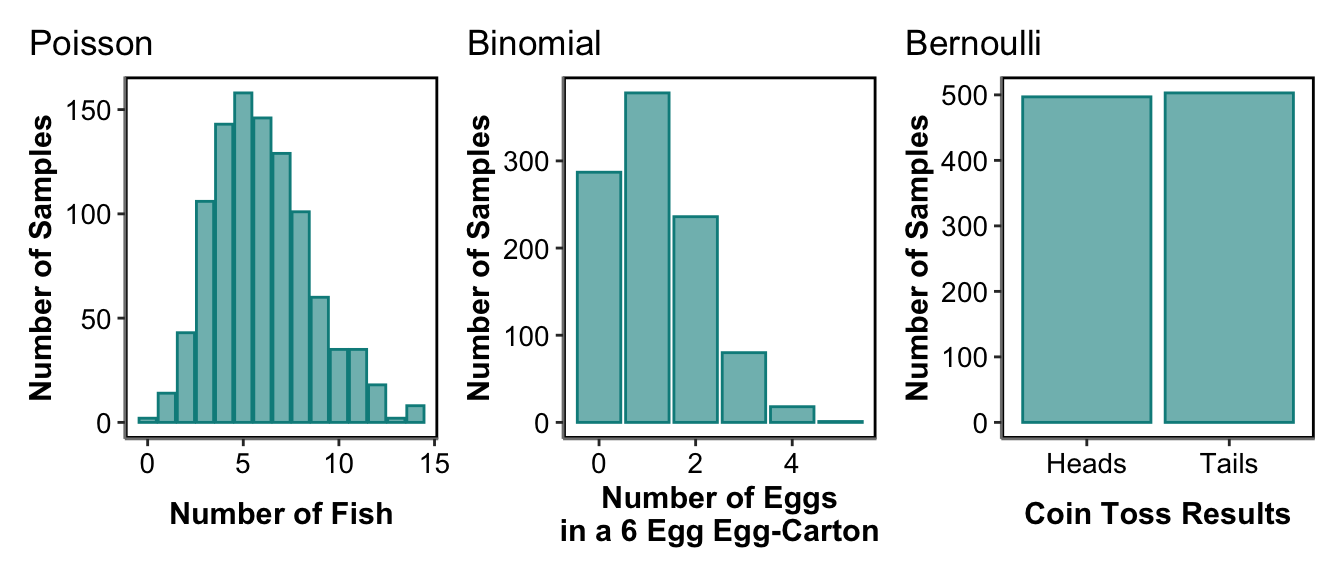 Poisson
Number of Samples
150
100
50
0
0 5 10 15
Number of Fish
Binomial
Number of Samples
300
200
100
0
0 2 4
Number of Eggs
in a 6 Egg Egg-Carton
Bernoulli
Number of Samples
500
400
300
200
100
0
Heads Tails
Coin Toss Results